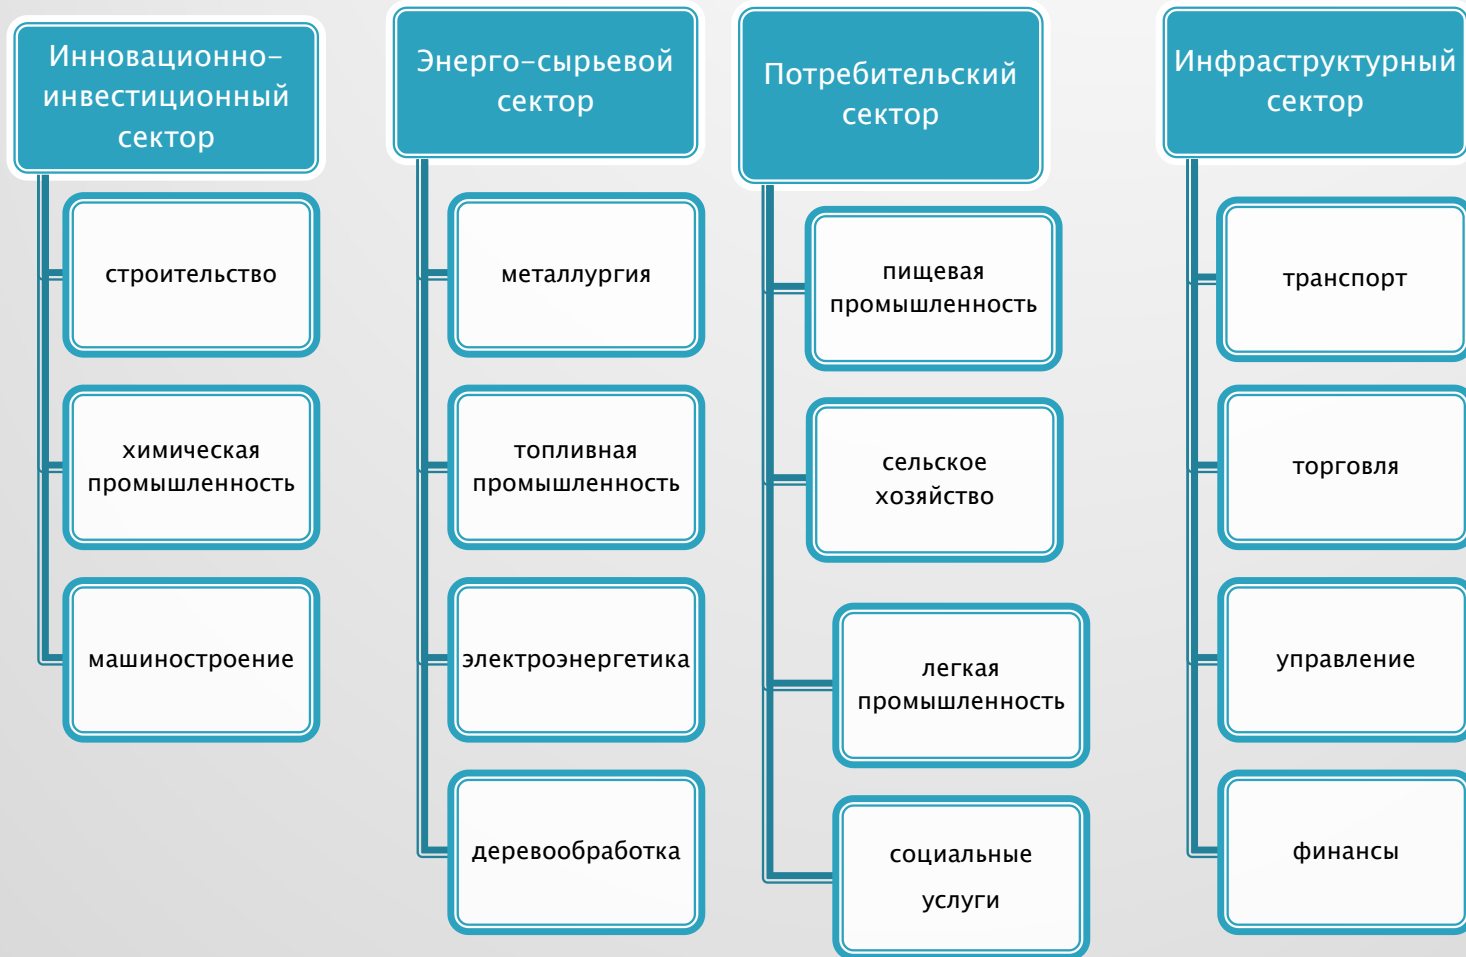 Инновационно-
инвестиционный
сектор
строительство
химическая
промышленность
машиностроение
Энерго-сырьевой
сектор
металлургия
топливная
промышленность
электроэнергетика
деревообработка
Потребительский
сектор
пищевая
промышленность
сельское
хозяйство
легкая
промышленность
социальные
услуги
Инфраструктурный
сектор
транспорт
торговля
управление
финансы